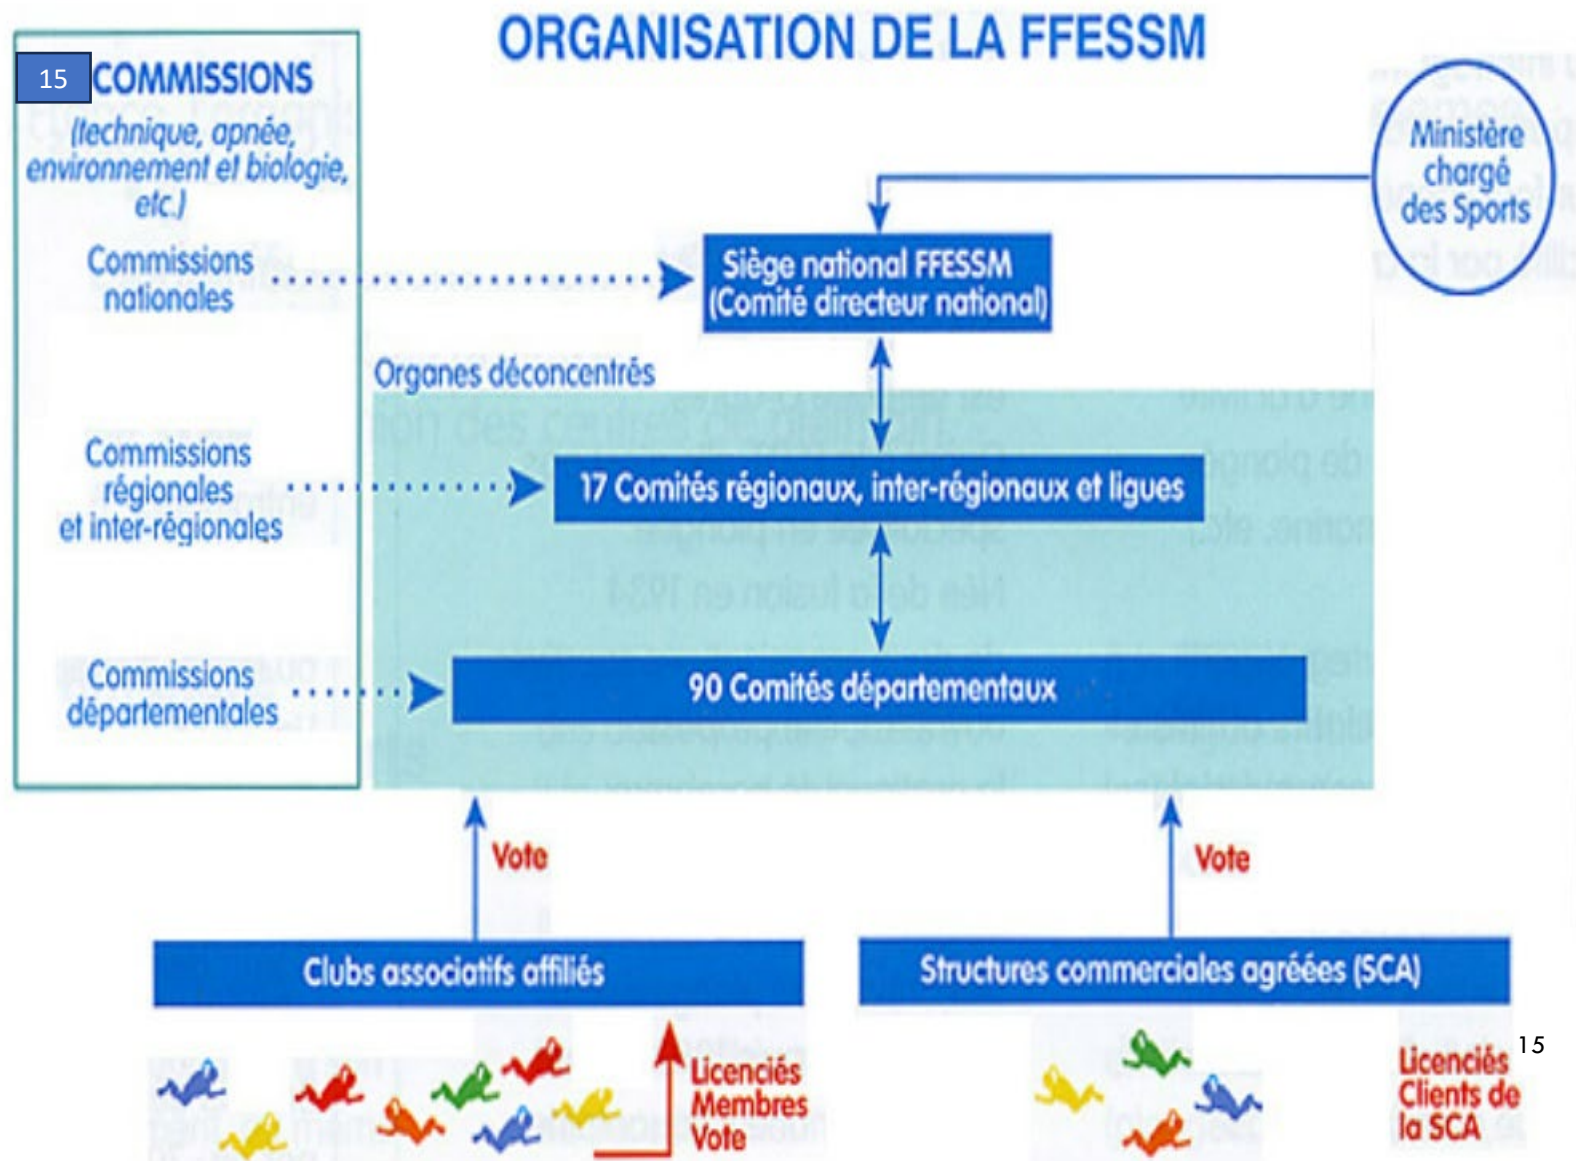 ORGANISATION DE LA FFESSM
15 COMMISSIONS
(technique, apnée,
environnement et biologie,
etc.)
Commissions
nationales
Commissions
régionales
et inter-régionales
Commissions
départementales
Ministère
chargé
des Sports
Siège national FFESSM
(Comité directeur national)
Organes déconcentrés
17 Comités régionaux, inter-régionaux et ligues
90 Comités départementaux
Vote
Vote
Clubs associatifs affiliés
Structures commerciales agréées (SCA)
Licenciés
Membres
Vote
Licenciés
Clients de
la SCA
15